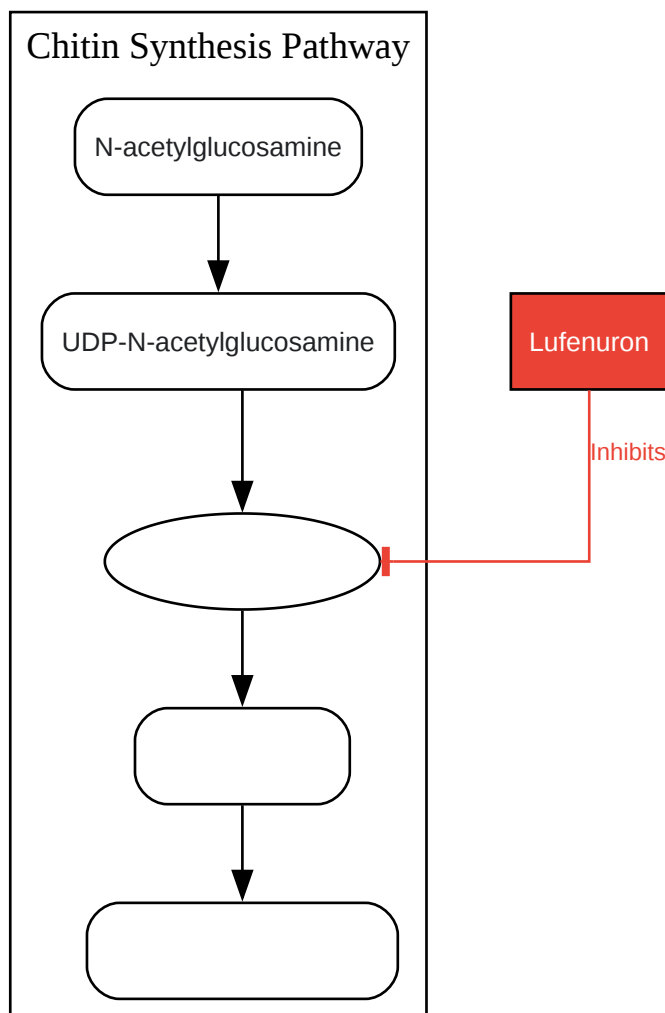 Chitin Synthesis Pathway
N-acetylglucosamine
UDP-N-acetylglucosamine
Lufenuron
Inhibits